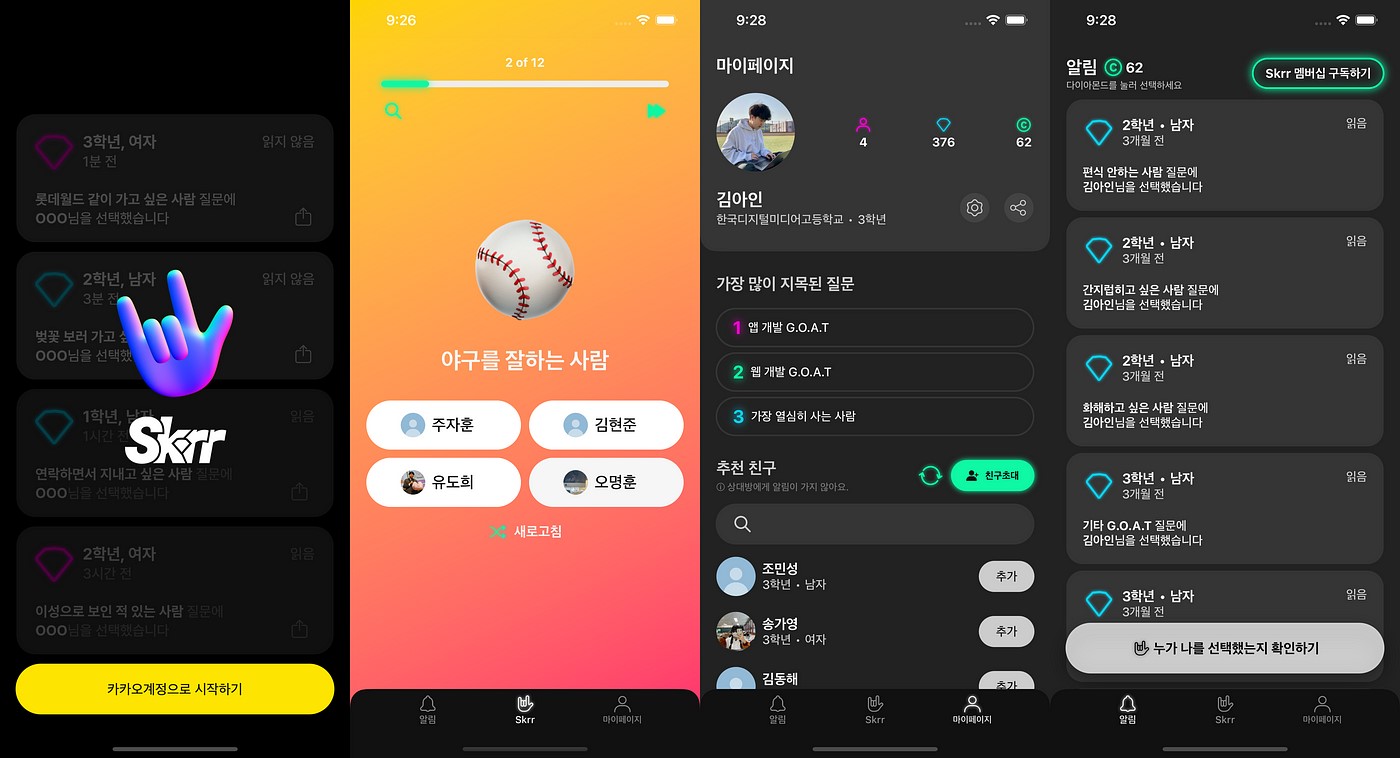 3학년, 여자
읽지 않음
1분 전
롯데월드 같이 가고 싶은 사람 질문에
OOO님을 선택했습니다
2학년, 남자
읽지 않음
3분 전
벚꽃 보러 가고 싶
OOO님을 선택했
1학년, 남자
읽음
1시간 전
Skrr
연락하면서 지내고 싶은 사람 질문에
OOO님을 선택했습니다
2학년, 여자
읽음
3시간 전
이성으로 보인 적 있는 사람 질문에
OOO님을 선택했습니다
카카오계정으로 시작하기
9:26
2 of 12
야구를 잘하는 사람
주자훈
김현준
유도희
오명훈
새로고침
알림
Skrr
마이페이지
9:28
마이페이지
4
376
62
김아인
한국디지털미디어고등학교 • 3학년
가장 많이 지목된 질문
1 앱 개발 G.O.A.T
2 웹 개발 G.O.A.T
3 가장 열심히 사는 사람
추천 친구
친구초대
상대방에게 알림이 가지 않아요.
조민성
3학년 • 남자
추가
송가영
3학년 • 여자
추가
김동해
추가
알림
Skrr
마이페이지
9:28
알림 C 62
Skrr 멤버십 구독하기
다이아몬드를 눌러 선택하세요
2학년 • 남자
읽음
3개월 전
편식 안하는 사람 질문에
김아인님을 선택했습니다
2학년 • 남자
읽음
3개월 전
간지럽히고 싶은 사람 질문에
김아인님을 선택했습니다
2학년 • 남자
읽음
3개월 전
화해하고 싶은 사람 질문에
김아인님을 선택했습니다
3학년 • 남자
읽음
3개월 전
기타 G.O.A.T 질문에
김아인님을 선택했습니다
3학년 • 남자
읽음
3개월 전
누가 나를 선택했는지 확인하기
알림
Skrr
마이페이지